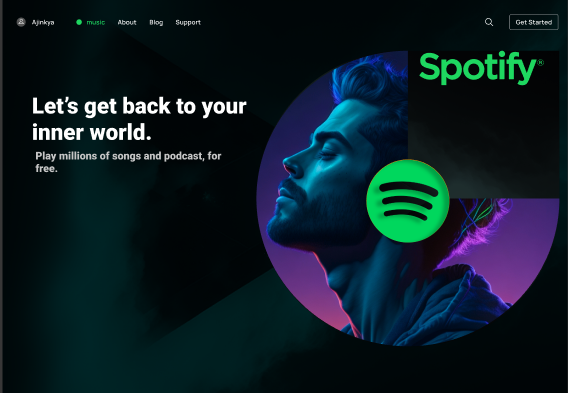 Ajinkya music About Blog Support Get Started
Spotify®
Let's get back to your
inner world.
Play millions of songs and podcast, for
free.